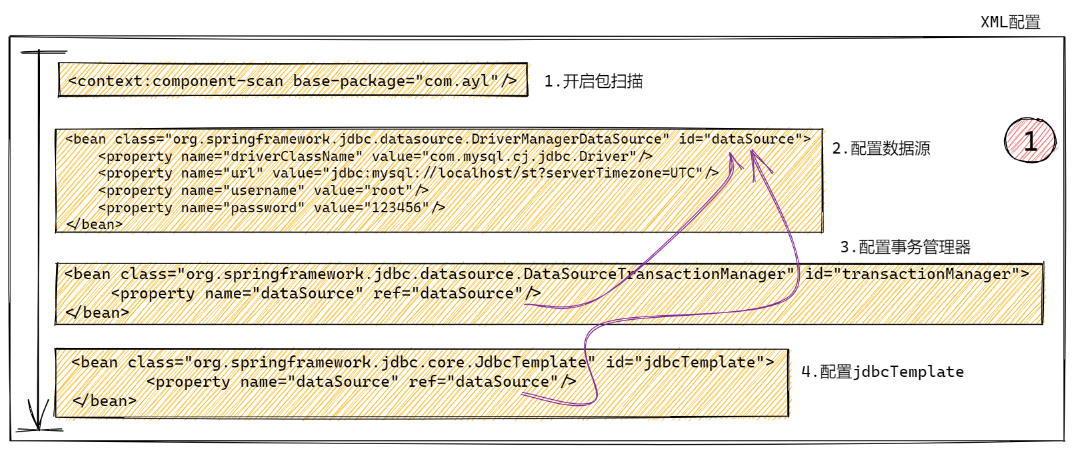 XML配置
<context:component-scan base-package="com.ayl"/>
1.开启包扫描
<bean class="org.springframework.jdbc.datasource.DriverManagerDataSource" id="dataSource">
<property name="driverClassName" value="com.mysql.cj.jdbc.Driver"/>
<property name="url" value="jdbc:mysql://localhost/st?serverTimezone=UTC"/>
<property name="username" value="root"/>
<property name="password" value="123456"/>
</bean>
2.配置数据源
1
3.配置事务管理器
<bean class="org.springframework.jdbc.datasource.DataSourceTransactionManager" id="transactionManager">
<property name="dataSource" ref="dataSource"/>
</bean>
<bean class="org.springframework.jdbc.core.JdbcTemplate" id="jdbcTemplate">
<property name="dataSource" ref="dataSource"/>
</bean>
4.配置jdbcTemplate